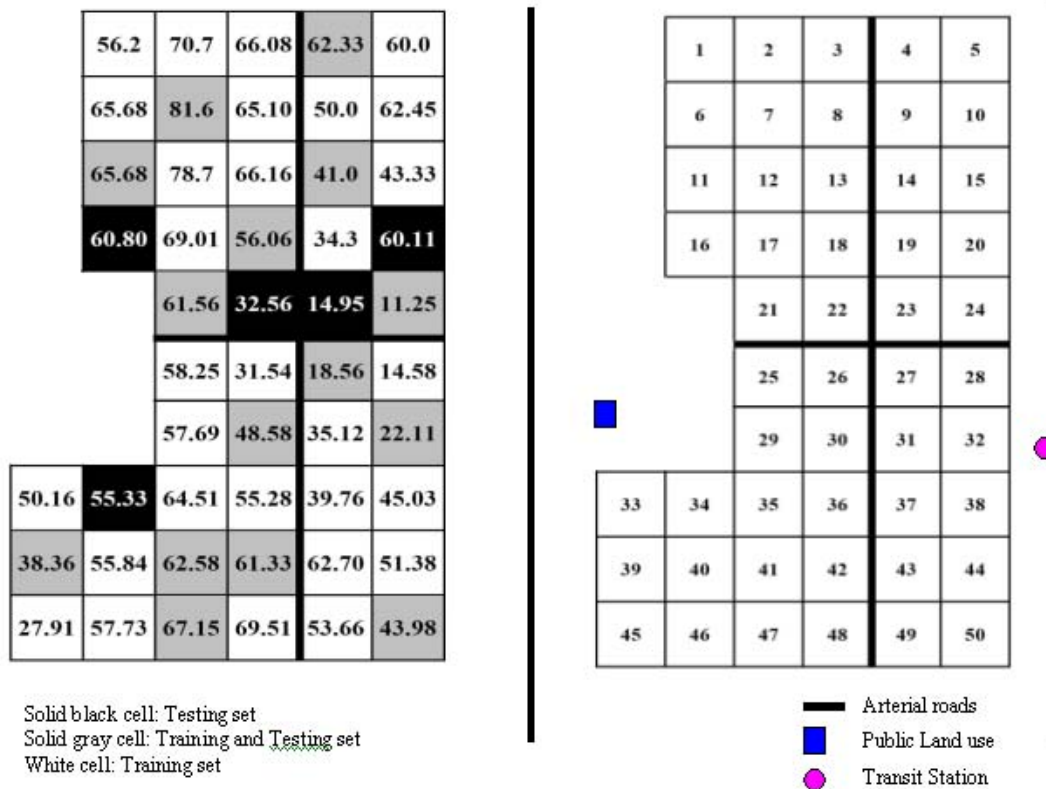 56.2 70.7 66.08 62.33 60.0
65.68 81.6 65.10 50.0 62.45
65.68 78.7 66.16 41.0 43.33
60.80 69.01 56.06 34.3 60.11
61.56 32.56 14.95 11.25
58.25 31.54 18.56 14.58
57.69 48.58 35.12 22.11
50.16 55.33 64.51 55.28 39.76 45.03
38.36 55.84 62.58 61.33 62.70 51.38
27.91 57.73 67.15 69.51 53.66 43.98
Solid black cell: Testing set
Solid gray cell: Training and Testing set
White cell: Training set
1 2 3 4 5
6 7 8 9 10
11 12 13 14 15
16 17 18 19 20
21 22 23 24
25 26 27 28
29 30 31 32
33 34 35 36 37 38
39 40 41 42 43 44
45 46 47 48 49 50
Arterial roads
Public Land use
Transit Station